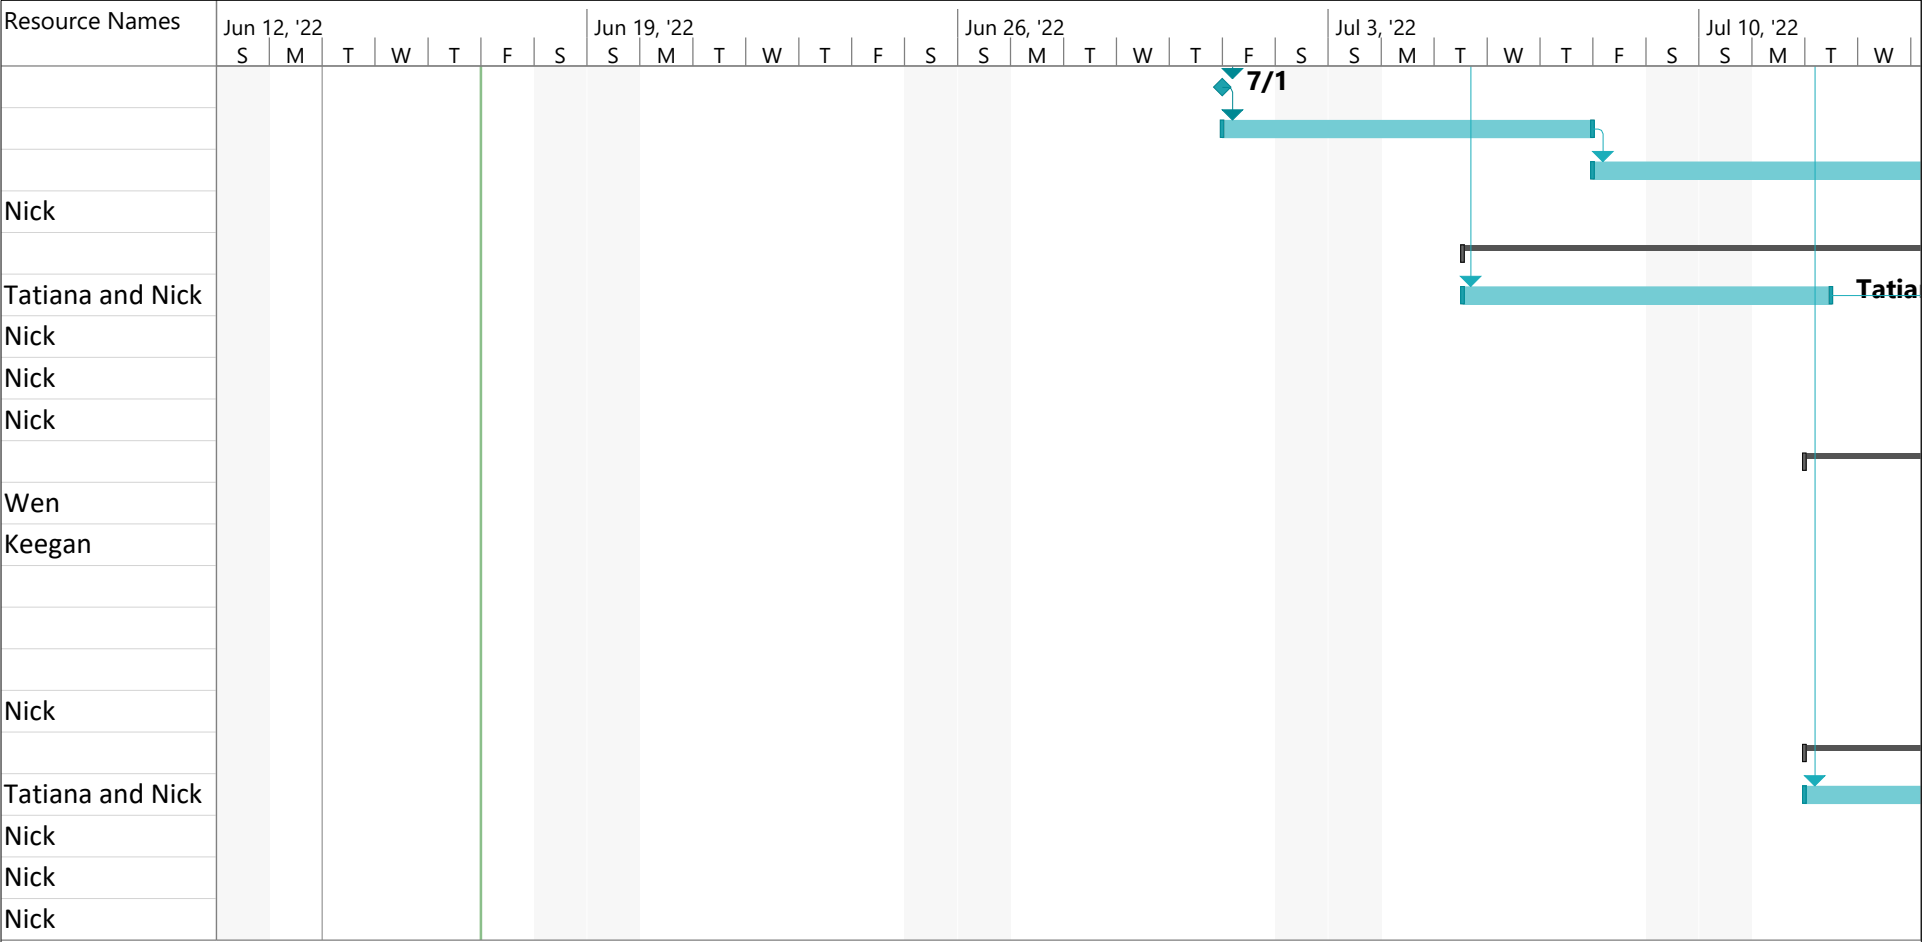 Resource Names
Jun 12, '22 Jun 19, '22 Jun 26, '22 Jul 3, '22 Jul 10, '22
S M T W T F S S M T W T F S S M T W T F S S M T W T F S S M T W
7/1
Nick
Tatiana and Nick Tatia
Nick
Nick
Nick
Wen
Keegan
Nick
Tatiana and Nick
Nick
Nick
Nick